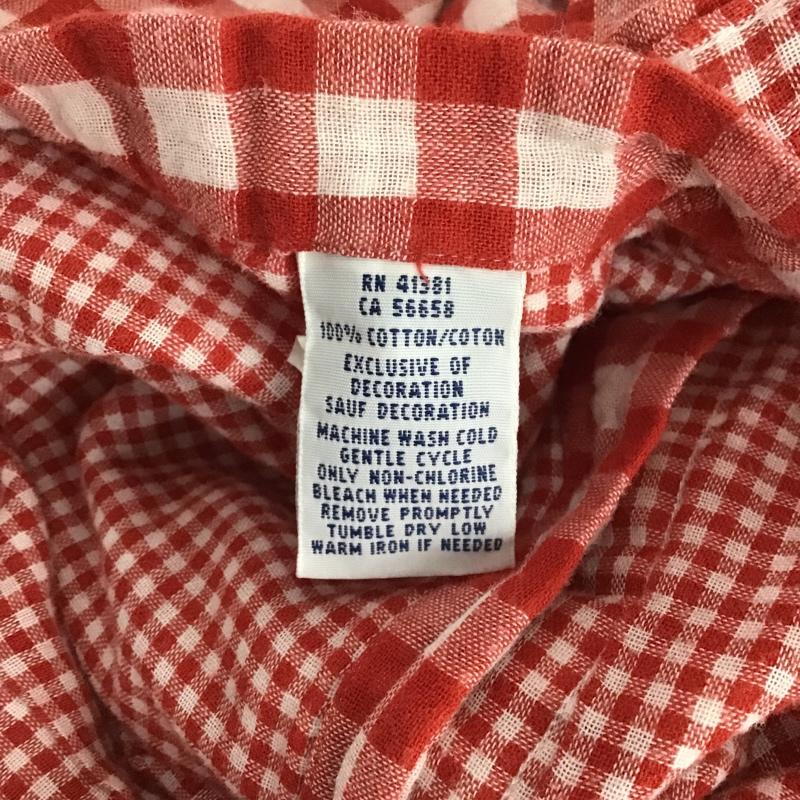 RN 41381
CA 56658
100% COTTON/COTON
EXCLUSIVE OF
DECORATION
SAUF DECORATION
MACHINE WASH COLD
GENTLE CYCLE
ONLY NON-CHLORINE
BLEACH WHEN NEEDED
REMOVE PROMPTLY
TUMBLE DRY LOW
WARM IRON IF NEEDED